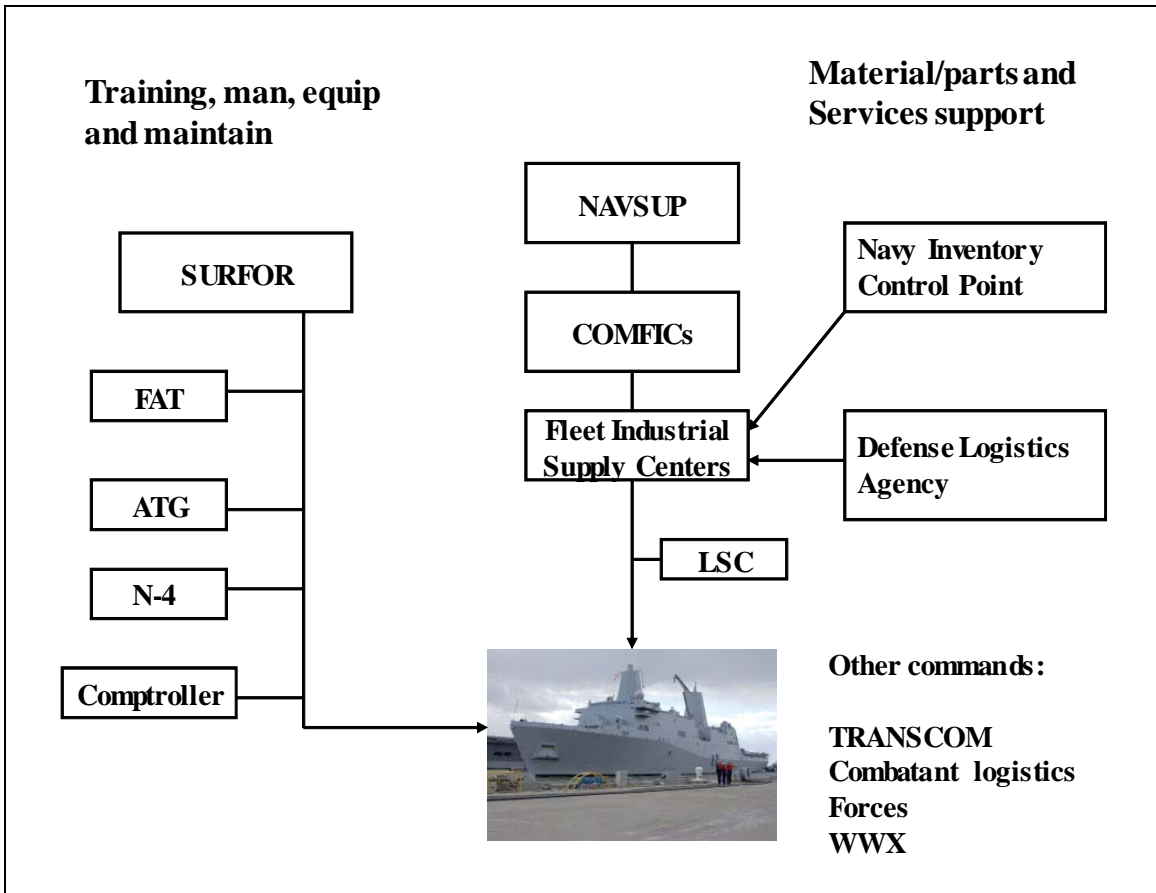 Training, man, equip
and maintain
Material/parts and
Services support
NAVSUP
SURFOR
Navy Inventory
Control Point
COMFICs
FAT
Fleet Industrial
Supply Centers
Defense Logistics
Agency
ATG
LSC
N-4
Comptroller
Other commands:
TRANSCOM
Combatant logistics
Forces
WWX